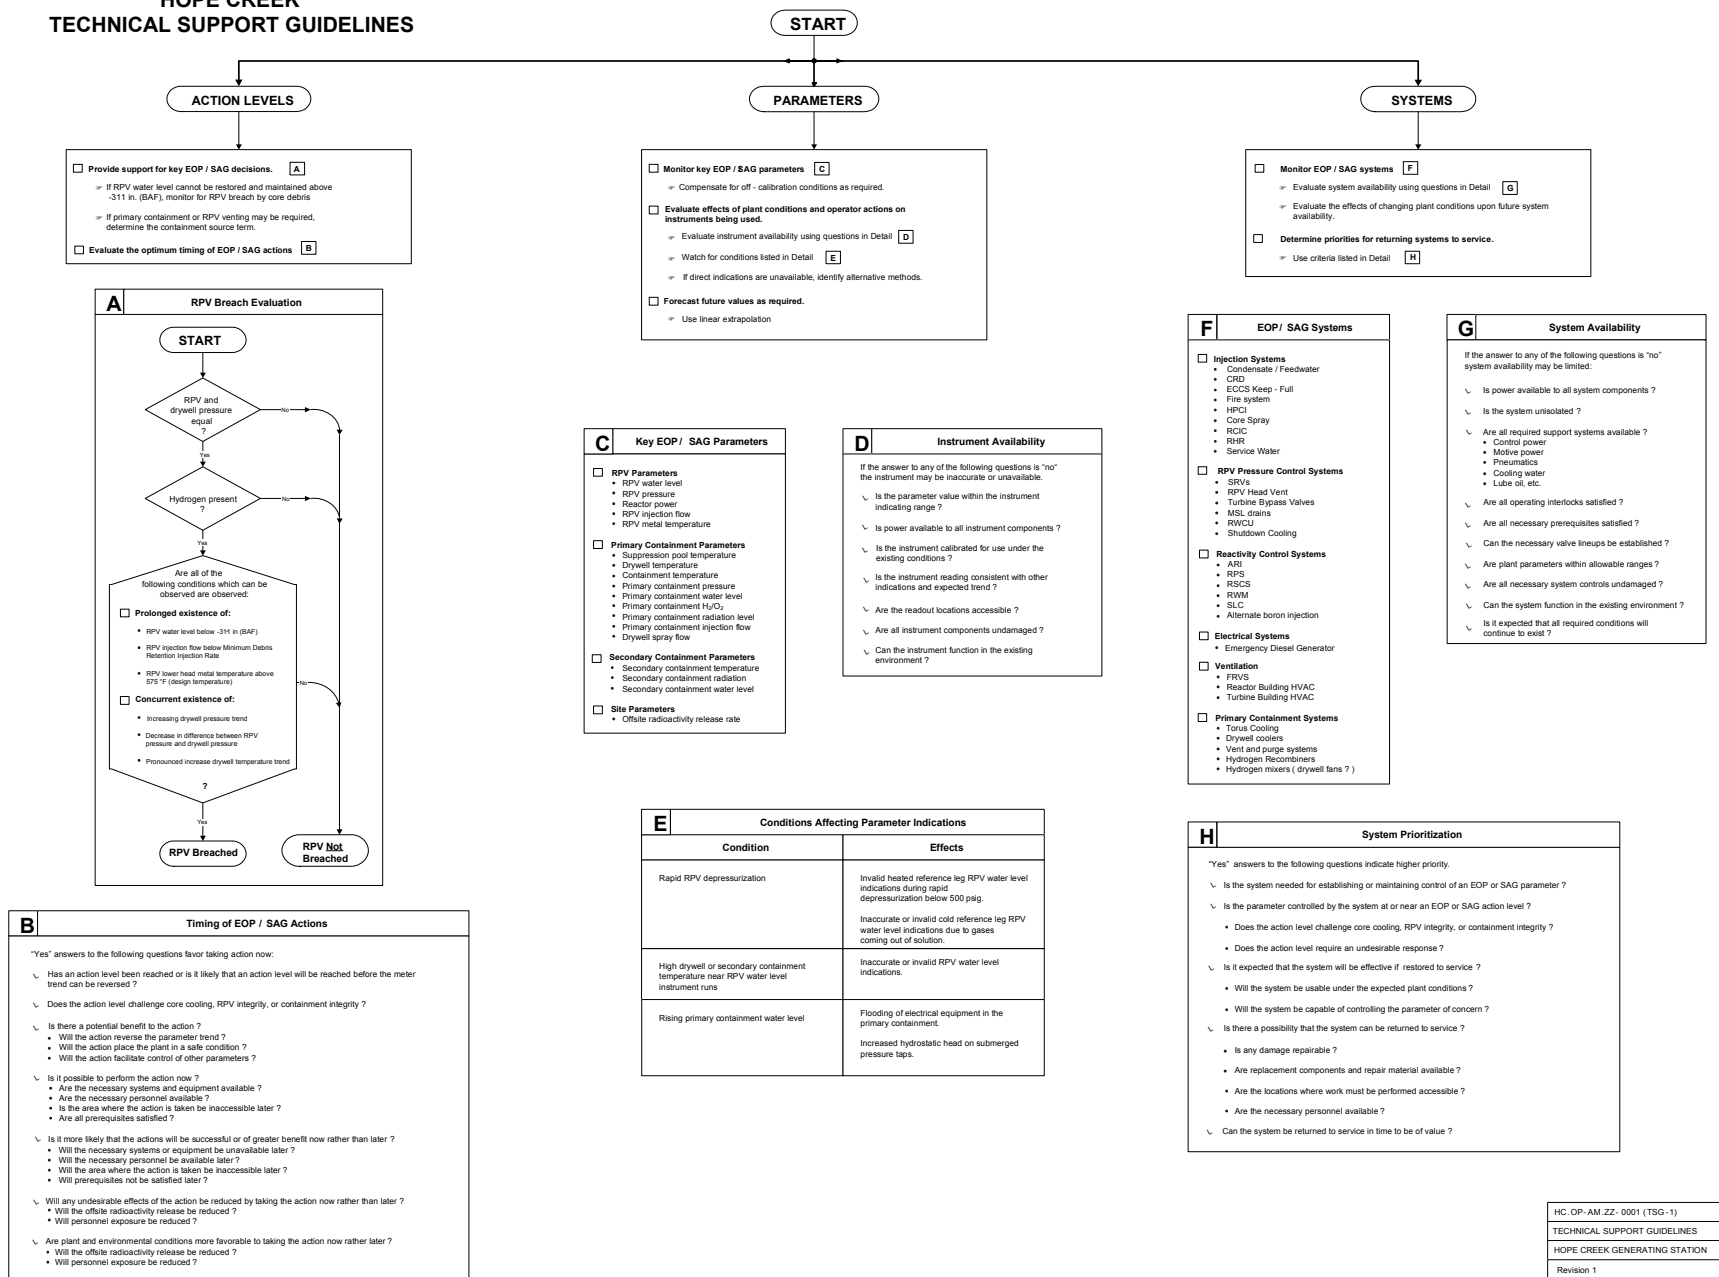 HOPE CREEK
TECHNICAL SUPPORT GUIDELINES
START
ACTION LEVELS
PARAMETERS
SYSTEMS
Provide support for key EOP / SAG decisions. A
If RPV water level cannot be restored and maintained above
-311 in. (BAF), monitor for RPV breach by core debris
If primary containment or RPV venting may be required,
determine the containment source term.
Evaluate the optimum timing of EOP / SAG actions B
Monitor key EOP / SAG parameters C
Compensate for off - calibration conditions as required.
Evaluate effects of plant conditions and operator actions on
instruments being used.
Evaluate instrument availability using questions in Detail D
Watch for conditions listed in Detail E
If direct indications are unavailable, identify alternative methods.
Forecast future values as required.
Use linear extrapolation
Monitor EOP / SAG systems F
Evaluate system availability using questions in Detail G
Evaluate the effects of changing plant conditions upon future system
availability.
Determine priorities for returning systems to service.
Use criteria listed in Detail H
A RPV Breach Evaluation
START
RPV and
drywell pressure
equal
?
No
Yes
Hydrogen present
?
No
Yes
Are all of the
following conditions which can be
observed are observed:
Prolonged existence of:
• RPV water level below -311 in (BAF)
• RPV injection flow below Minimum Debris
Retention Injection Rate
• RPV lower head metal temperature above
575 °F (design temperature)
No
Concurrent existence of:
• Increasing drywell pressure trend
• Decrease in difference between RPV
pressure and drywell pressure
• Pronounced increase drywell temperature trend
?
Yes
RPV Breached
RPV Not
Breached
B Timing of EOP / SAG Actions
"Yes" answers to the following questions favor taking action now:
Has an action level been reached or is it likely that an action level will be reached before the meter
trend can be reversed ?
Does the action level challenge core cooling, RPV integrity, or containment integrity ?
Is there a potential benefit to the action ?
• Will the action reverse the parameter trend ?
• Will the action place the plant in a safe condition ?
• Will the action facilitate control of other parameters ?
Is it possible to perform the action now ?
• Are the necessary systems and equipment available ?
• Are the necessary personnel available ?
• Is the area where the action is taken be inaccessible later ?
• Are all prerequisites satisfied ?
Is it more likely that the actions will be successful or of greater benefit now rather than later ?
• Will the necessary systems or equipment be unavailable later ?
• Will the necessary personnel be available later ?
• Will the area where the action is taken be inaccessible later ?
• Will prerequisites not be satisfied later ?
Will any undesirable effects of the action be reduced by taking the action now rather than later ?
• Will the offsite radioactivity release be reduced ?
• Will personnel exposure be reduced ?
Are plant and environmental conditions more favorable to taking the action now rather later ?
• Will the offsite radioactivity release be reduced ?
• Will personnel exposure be reduced ?
C Key EOP / SAG Parameters
RPV Parameters
• RPV water level
• RPV pressure
• Reactor power
• RPV injection flow
• RPV metal temperature
Primary Containment Parameters
• Suppression pool temperature
• Drywell temperature
• Containment temperature
• Primary containment pressure
• Primary containment water level
• Primary containment H₂/O₂
• Primary containment radiation level
• Primary containment injection flow
• Drywell spray flow
Secondary Containment Parameters
• Secondary containment temperature
• Secondary containment radiation
• Secondary containment water level
Site Parameters
• Offsite radioactivity release rate
D Instrument Availability
If the answer to any of the following questions is "no"
the instrument may be inaccurate or unavailable.
Is the parameter value within the instrument
indicating range ?
Is power available to all instrument components ?
Is the instrument calibrated for use under the
existing conditions ?
Is the instrument reading consistent with other
indications and expected trend ?
Are the readout locations accessible ?
Are all instrument components undamaged ?
Can the instrument function in the existing
environment ?
E Conditions Affecting Parameter Indications
Condition Effects
Rapid RPV depressurization
Invalid heated reference leg RPV water level
indications during rapid
depressurization below 500 psig.
Inaccurate or invalid cold reference leg RPV
water level indications due to gases
coming out of solution.
High drywell or secondary containment
temperature near RPV water level
instrument runs
Inaccurate or invalid RPV water level
indications.
Rising primary containment water level
Flooding of electrical equipment in the
primary containment.
Increased hydrostatic head on submerged
pressure taps.
F EOP/ SAG Systems
Injection Systems
• Condensate / Feedwater
• CRD
• ECCS Keep - Full
• Fire system
• HPCI
• Core Spray
• RCIC
• RHR
• Service Water
RPV Pressure Control Systems
• SRVs
• RPV Head Vent
• Turbine Bypass Valves
• MSL drains
• RWCU
• Shutdown Cooling
Reactivity Control Systems
• ARI
• RPS
• RSCS
• RWM
• SLC
• Alternate boron injection
Electrical Systems
• Emergency Diesel Generator
Ventilation
• FRVS
• Reactor Building HVAC
• Turbine Building HVAC
Primary Containment Systems
• Torus Cooling
• Drywell coolers
• Vent and purge systems
• Hydrogen Recombiners
• Hydrogen mixers ( drywell fans ? )
G System Availability
If the answer to any of the following questions is "no"
system availability may be limited:
Is power available to all system components ?
Is the system unisolated ?
Are all required support systems available ?
• Control power
• Motive power
• Pneumatics
• Cooling water
• Lube oil, etc.
Are all operating interlocks satisfied ?
Are all necessary prerequisites satisfied ?
Can the necessary valve lineups be established ?
Are plant parameters within allowable ranges ?
Are all necessary system controls undamaged ?
Can the system function in the existing environment ?
Is it expected that all required conditions will
continue to exist ?
H System Prioritization
"Yes" answers to the following questions indicate higher priority.
Is the system needed for establishing or maintaining control of an EOP or SAG parameter ?
Is the parameter controlled by the system at or near an EOP or SAG action level ?
• Does the action level challenge core cooling, RPV integrity, or containment integrity ?
• Does the action level require an undesirable response ?
Is it expected that the system will be effective if restored to service ?
• Will the system be usable under the expected plant conditions ?
• Will the system be capable of controlling the parameter of concern ?
Is there a possibility that the system can be returned to service ?
• Is any damage repairable ?
• Are replacement components and repair material available ?
• Are the locations where work must be performed accessible ?
• Are the necessary personnel available ?
Can the system be returned to service in time to be of value ?
HC.OP-AM.ZZ-0001 (TSG-1)
TECHNICAL SUPPORT GUIDELINES
HOPE CREEK GENERATING STATION
Revision 1